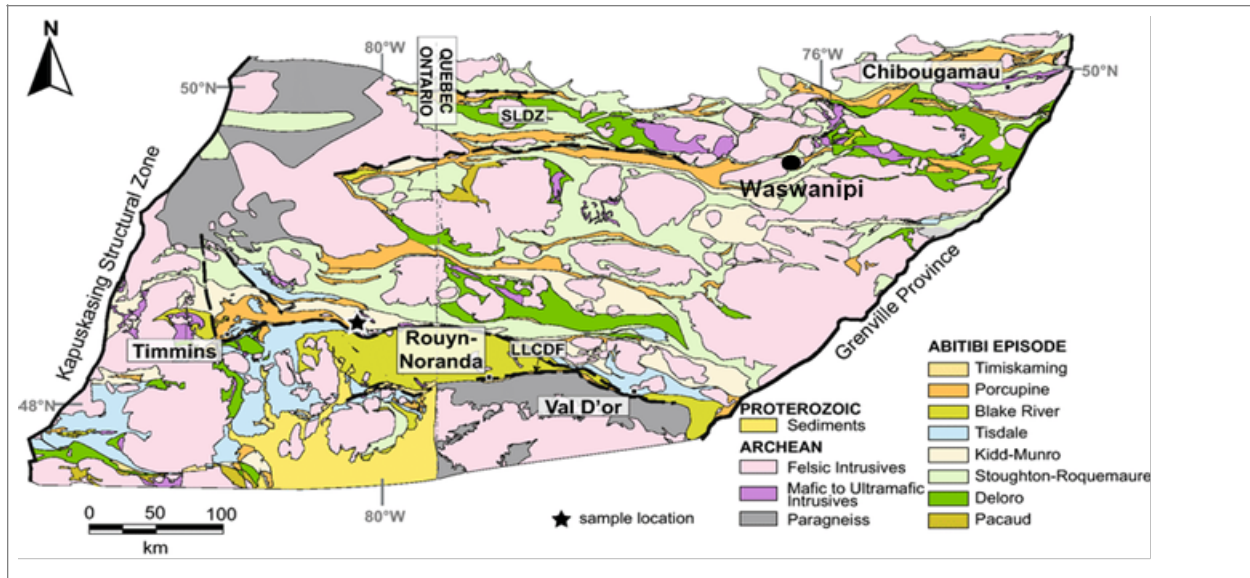 N
80°W
QUEBEC
ONTARIO
76°W
50°N
Chibougamau
50°N
SLDZ
Waswanipi
Kapuskasing Structural Zone
Grenville Province
Timmins
Rouyn-
Noranda
LLCDF
Val D'or
48°N
80°W
0 50 100
km
sample location
PROTEROZOIC
Sediments
ARCHEAN
Felsic Intrusives
Mafic to Ultramafic
Intrusives
Paragneiss
ABITIBI EPISODE
Timiskaming
Porcupine
Blake River
Tisdale
Kidd-Munro
Stoughton-Roquemaure
Deloro
Pacaud